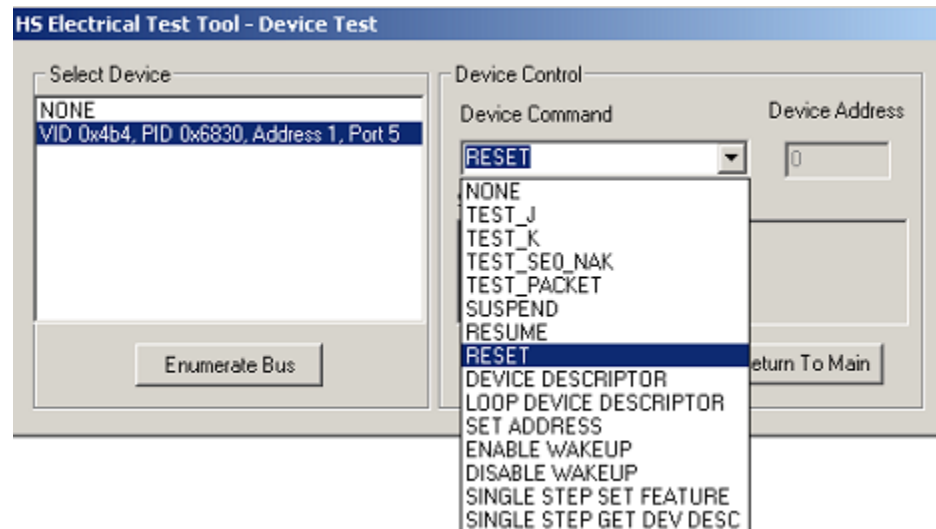 HS Electrical Test Tool - Device Test
Select Device
NONE
VID 0x4b4, PID 0x6830, Address 1, Port 5
Enumerate Bus
Device Control
Device Command
Device Address
RESET
0
NONE
TEST_J
TEST_K
TEST_SE0_NAK
TEST_PACKET
SUSPEND
RESUME
RESET
DEVICE DESCRIPTOR
LOOP DEVICE DESCRIPTOR
SET ADDRESS
ENABLE WAKEUP
DISABLE WAKEUP
SINGLE STEP SET FEATURE
SINGLE STEP GET DEV DESC
eturn To Main